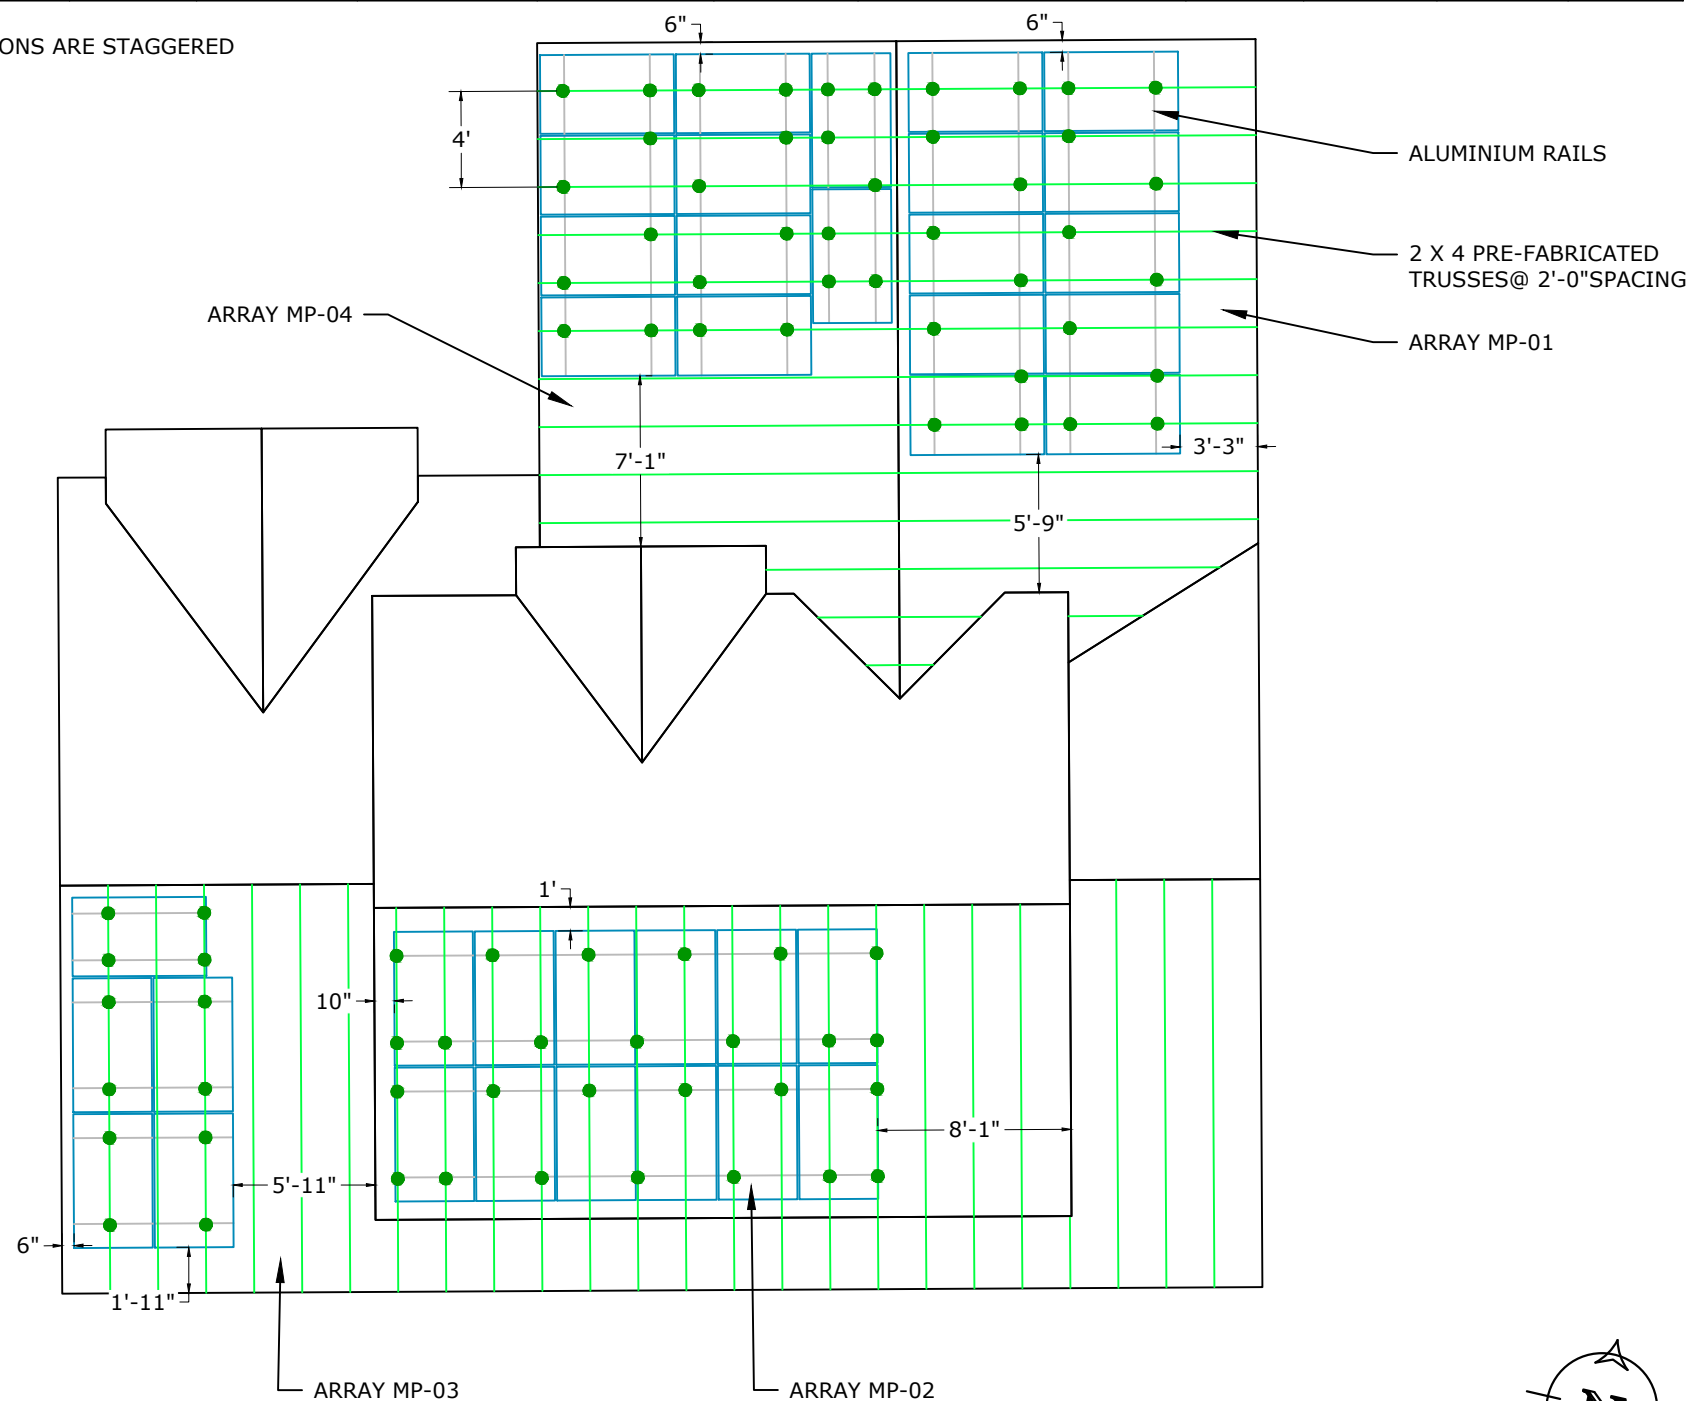 ONS ARE STAGGERED
6"
6"
4'
ALUMINIUM RAILS
2 X 4 PRE-FABRICATED
TRUSSES@ 2'-0"SPACING
ARRAY MP-04
ARRAY MP-01
3'-3"
7'-1"
5'-9"
1'
10"
8'-1"
5'-11"
6"
1'-11"
ARRAY MP-03
ARRAY MP-02